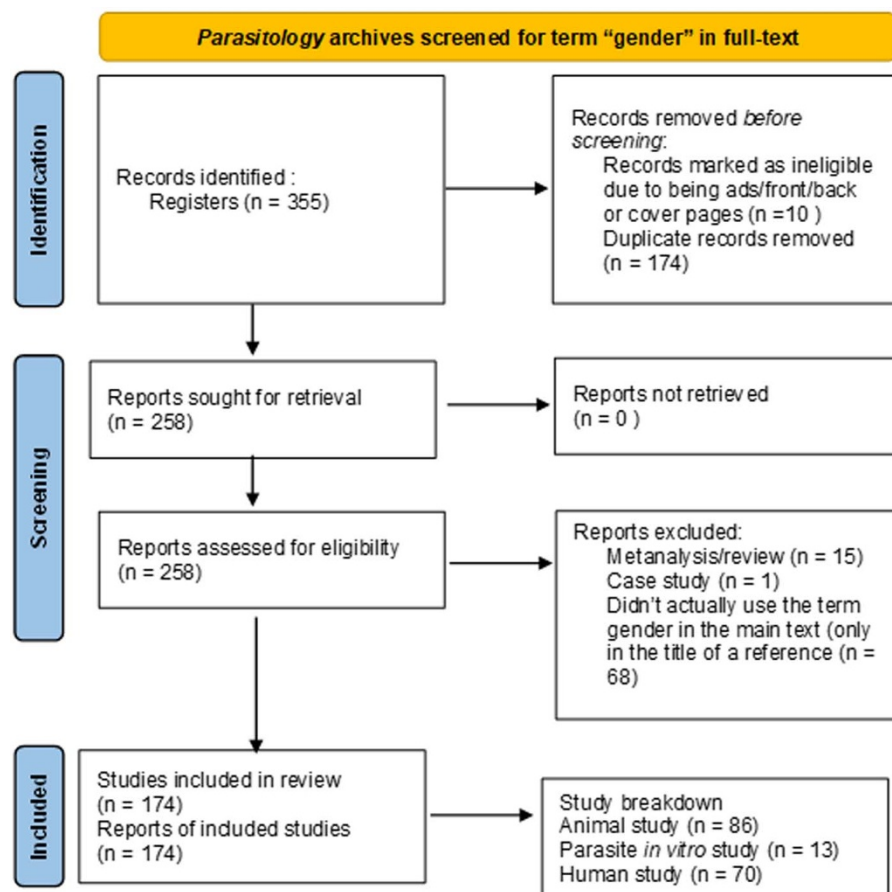 Parasitology archives screened for term “gender” in full-text
Identification
Records identified :
Registers (n = 355)
Records removed before
screening:
Records marked as ineligible
due to being ads/front/back
or cover pages (n =10 )
Duplicate records removed
(n = 174)
Screening
Reports sought for retrieval
(n = 258)
Reports not retrieved
(n = 0 )
Reports assessed for eligibility
(n = 258)
Reports excluded:
Metanalysis/review (n = 15)
Case study (n = 1)
Didn’t actually use the term
gender in the main text (only
in the title of a reference (n =
68)
Included
Studies included in review
(n = 174)
Reports of included studies
(n = 174)
Study breakdown
Animal study (n = 86)
Parasite in vitro study (n = 13)
Human study (n = 70)